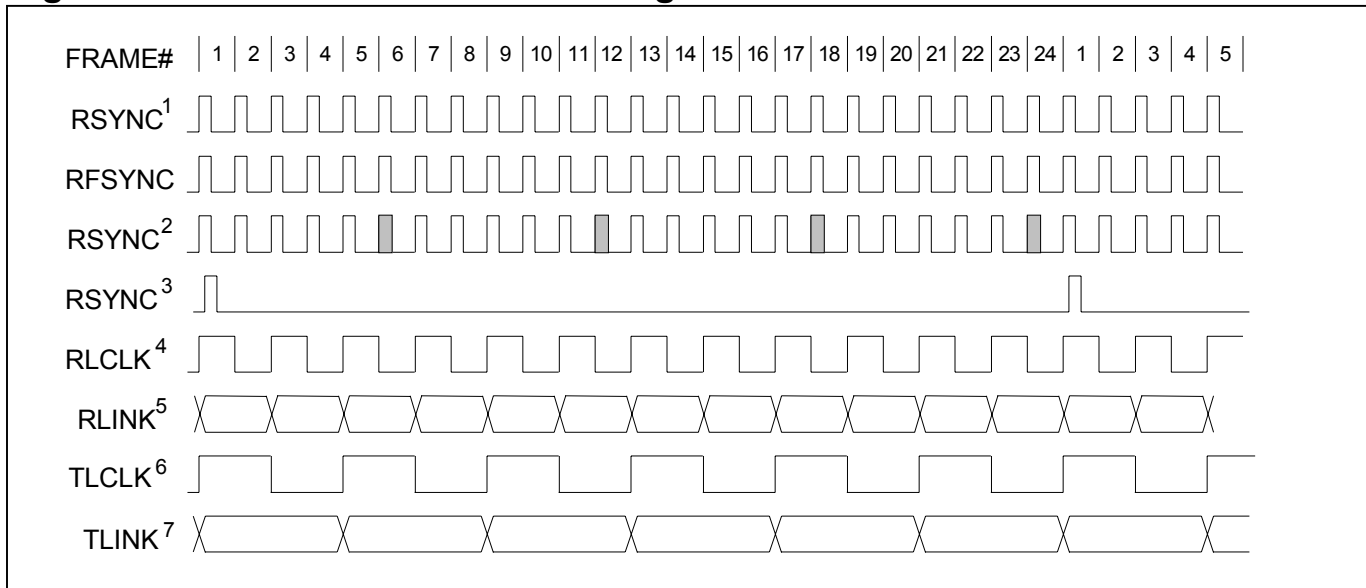 FRAME# 1 2 3 4 5 6 7 8 9 10 11 12 13 14 15 16 17 18 19 20 21 22 23 24 1 2 3 4 5
RSYNC1
RFSYNC
RSYNC2
RSYNC3
RLCLK4
RLINK5
TLCLK6
TLINK7